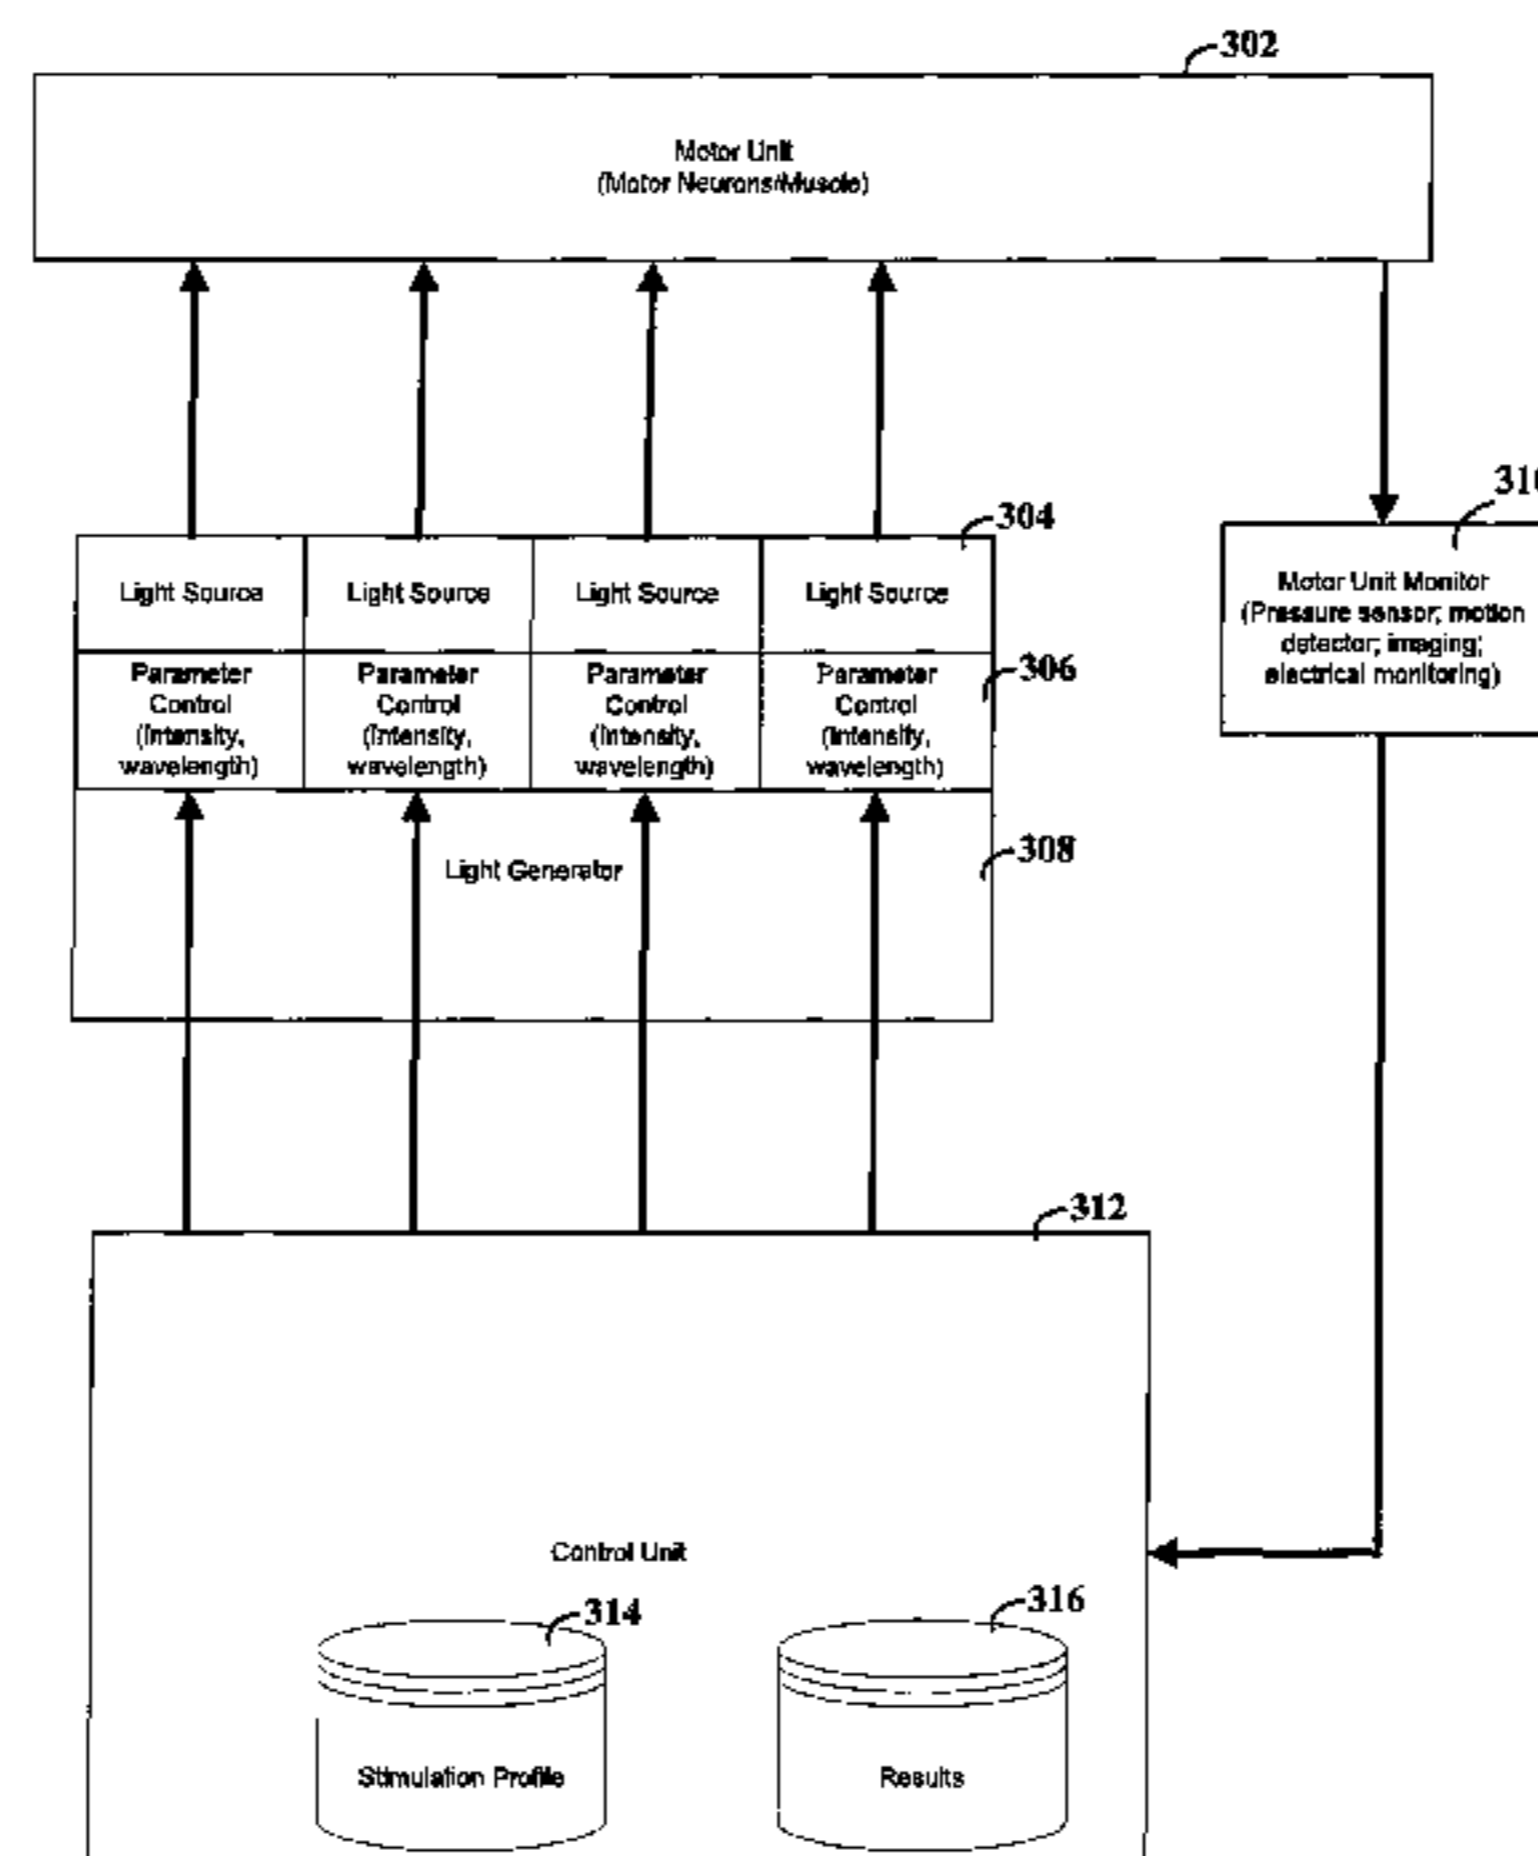 302
Motor Unit
(Motor Neurons/Muscle)
304
Light Source
Light Source
Light Source
Light Source
310
Motor Unit Monitor
(Pressure sensor; motion
detector; imaging;
electrical monitoring)
Parameter
Control
(Intensity,
wavelength)
Parameter
Control
(Intensity,
wavelength)
Parameter
Control
(Intensity,
wavelength)
Parameter
Control
(Intensity,
wavelength)
306
Light Generator
308
312
Control Unit
314
Stimulation Profile
316
Results